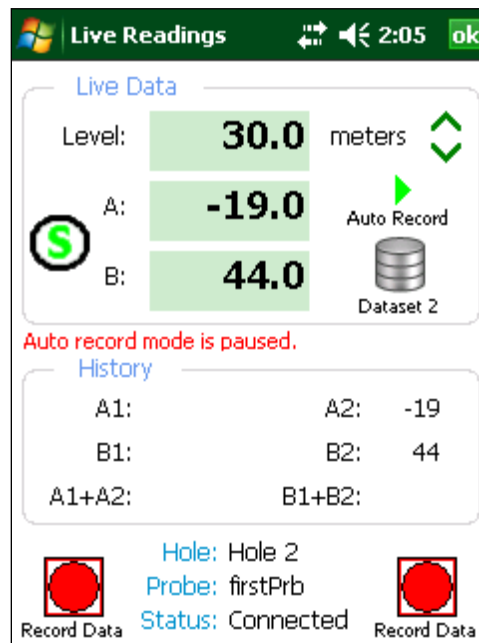 Live Readings 2:05 ok
Live Data
Level: 30.0 meters
A: -19.0
Auto Record
S
B: 44.0
Dataset 2
Auto record mode is paused.
History
A1: A2: -19
B1: B2: 44
A1+A2: B1+B2:
Hole: Hole 2
Probe: firstPrb
Status: Connected
Record Data Record Data